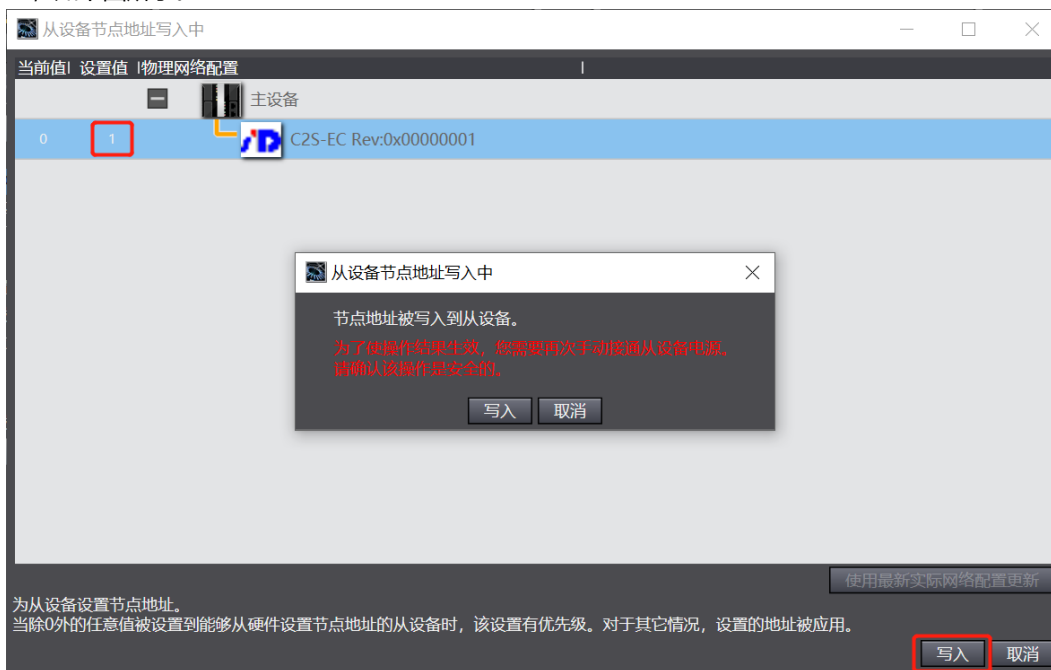 从设备节点地址写入中
当前值| 设置值 |物理网络配置 |
主设备
0 1 C2S-EC Rev:0x00000001
从设备节点地址写入中
节点地址被写入到从设备。
为了使操作结果生效，您需要再次手动接通从设备电源。
请确认该操作是安全的。
写入 取消
使用最新实际网络配置更新
为从设备设置节点地址。
当除0外的任意值被设置到能够从硬件设置节点地址的从设备时，该设置有优先级。对于其它情况，设置的地址被应用。
写入 取消